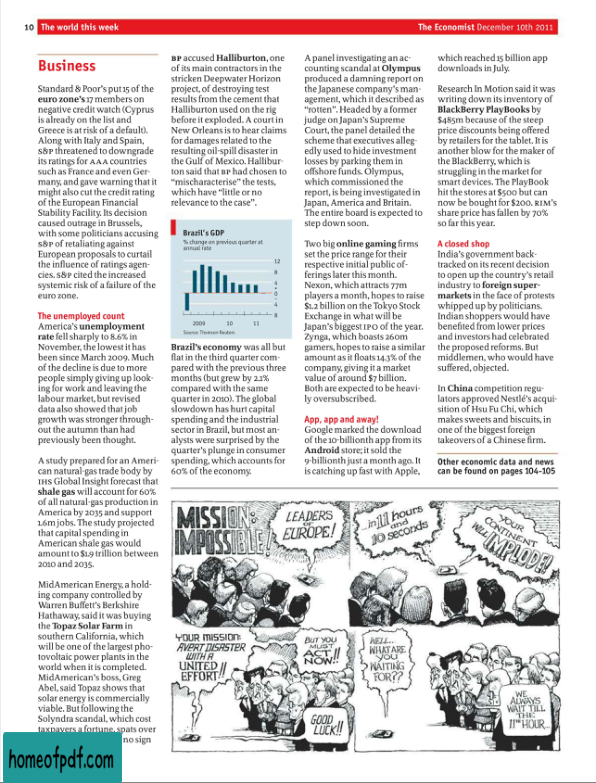 10 The world this week
The Economist December 10th 2011
Business
Standard & Poor's put 15 of the
euro zone's 17 members on
negative credit watch (Cyprus
is already on the list and
Greece is at risk of a default).
Along with Italy and Spain,
S&P threatened to downgrade
its ratings for AAA countries
such as France and even Ger-
many, and gave warning that it
might also cut the credit rating
of the European Financial
Stability Facility. Its decision
caused outrage in Brussels,
with some politicians accusing
S&P of retaliating against
European proposals to curtail
the influence of ratings agen-
cies. S&P cited the increased
systemic risk of a failure of the
euro zone.
The unemployed count
America's unemployment
rate fell sharply to 8.6% in
November, the lowest it has
been since March 2009. Much
of the decline is due to more
people simply giving up look-
ing for work and leaving the
labour market, but revised
data also showed that job
growth was stronger through-
out the autumn than had
previously been thought.
A study prepared for an Ameri-
can natural-gas trade body by
IHS Global Insight forecast that
shale gas will account for 60%
of all natural-gas production in
America by 2035 and support
1.6m jobs. The study projected
that capital spending in
American shale gas would
amount to $1.9 trillion between
2010 and 2035.
MidAmerican Energy, a hold-
ing company controlled by
Warren Buffett's Berkshire
Hathaway, said it was buying
the Topaz Solar Farm in
southern California, which
will be one of the largest pho-
tovoltaic power plants in the
world when it is completed.
MidAmerican's boss, Greg
Abel, said Topaz shows that
solar energy is commercially
viable. But following the
Solyndra scandal, which cost
taxpayers a fortune, spats over
no sign
BP accused Halliburton, one
of its main contractors in the
stricken Deepwater Horizon
project, of destroying test
results from the cement that
Halliburton used on the rig
before it exploded. A court in
New Orleans is to hear claims
for damages related to the
resulting oil-spill disaster in
the Gulf of Mexico. Hallibur-
ton said that BP had chosen to
"mischaracterise" the tests,
which have "little or no
relevance to the case".
Brazil's GDP
% change on previous quarter at
annual rate
12
8
4
+
0
–
4
8
2009 10 11
Source: Thomson Reuters
Brazil's economy was all but
flat in the third quarter com-
pared with the previous three
months (but grew by 2.1%
compared with the same
quarter in 2010). The global
slowdown has hurt capital
spending and the industrial
sector in Brazil, but most an-
alysts were surprised by the
quarter's plunge in consumer
spending, which accounts for
60% of the economy.
A panel investigating an ac-
counting scandal at Olympus
produced a damning report on
the Japanese company's man-
agement, which it described as
"rotten". Headed by a former
judge on Japan's Supreme
Court, the panel detailed the
scheme that executives alleg-
edly used to hide investment
losses by parking them in
offshore funds. Olympus,
which commissioned the
report, is being investigated in
Japan, America and Britain.
The entire board is expected to
step down soon.
Two big online gaming firms
set the price range for their
respective initial public of-
ferings later this month.
Nexon, which attracts 77m
players a month, hopes to raise
$1.2 billion on the Tokyo Stock
Exchange in what will be
Japan's biggest IPO of the year.
Zynga, which boasts 260m
gamers, hopes to raise a similar
amount as it floats 14.3% of the
company, giving it a market
value of around $7 billion.
Both are expected to be heavi-
ly oversubscribed.
App, app and away!
Google marked the download
of the 10-billionth app from its
Android store; it sold the
9-billionth just a month ago. It
is catching up fast with Apple,
which reached 15 billion app
downloads in July.
Research In Motion said it was
writing down its inventory of
BlackBerry PlayBooks by
$485m because of the steep
price discounts being offered
by retailers for the tablet. It is
another blow for the maker of
the BlackBerry, which is
struggling in the market for
smart devices. The PlayBook
hit the stores at $500 but can
now be bought for $200. RIM's
share price has fallen by 70%
so far this year.
A closed shop
India's government back-
tracked on its recent decision
to open up the country's retail
industry to foreign super-
markets in the face of protests
whipped up by politicians.
Indian shoppers would have
benefited from lower prices
and investors had celebrated
the proposed reforms. But
middlemen, who would have
suffered, objected.
In China competition regu-
lators approved Nestlé's acqui-
sition of Hsu Fu Chi, which
makes sweets and biscuits, in
one of the biggest foreign
takeovers of a Chinese firm.
Other economic data and news
can be found on pages 104-105
MISSION:
IMPOSSIBLE!
LEADERS
OF
EUROPE!
...in 11 hours
and
10 seconds
YOUR
CONTINENT
WILL IMPLODE!!
YOUR MISSION:
AVERT DISASTER
WITH A
UNITED
EFFORT!!
BUT YOU
MUST
ACT
NOW!!
GOOD
LUCK!!
WELL...
WHAT ARE
YOU
WAITING
FOR??
WE
ALWAYS
WAIT TILL
THE
11TH HOUR...
homeofpdf.com